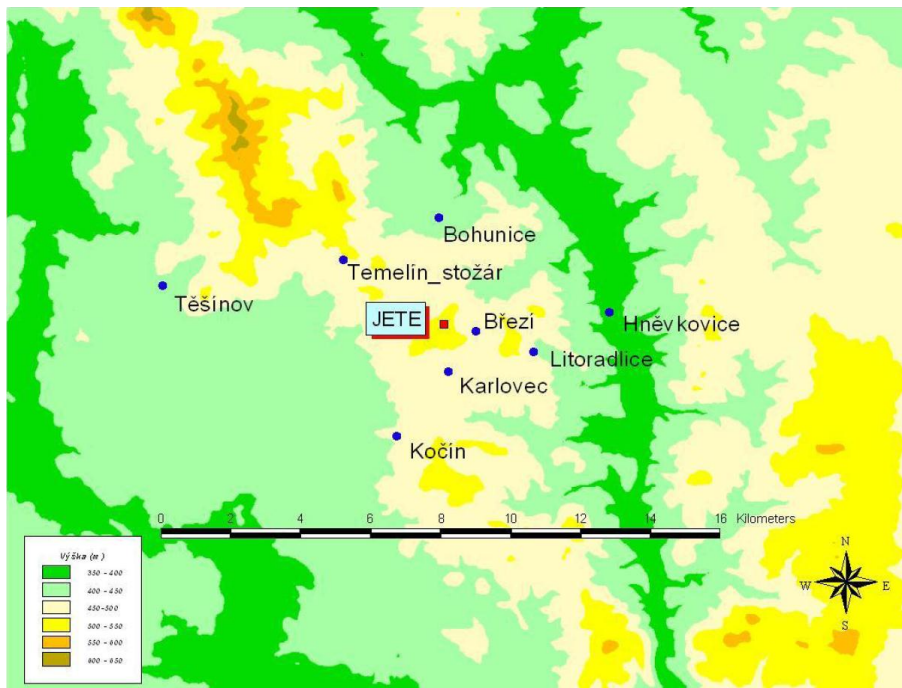 Bohunice
Temelín_stožár
Těšínov
JETE
Březí
Hněvkovice
Litoradlice
Karlovec
Kočín
0 2 4 6 8 10 12 14 16 Kilometers
Výška (m)
350 - 400
400 - 450
450-500
500 - 550
550 - 600
600 - 650
N
W E
S